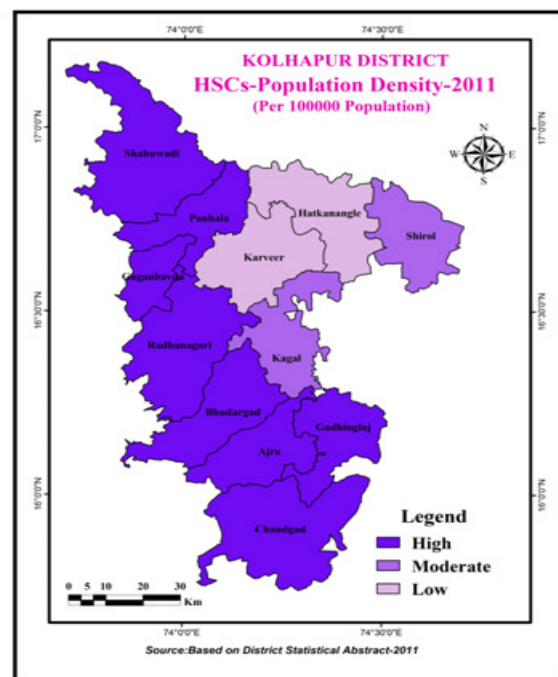 74°0'0"E 74°30'0"E
KOLHAPUR DISTRICT
HSCs-Population Density-2011
(Per 100000 Population)
17°0'0"N 17°0'0"N
N
W E
S
Shahuwadi
Panhala
Hatkanangle
Shirol
Karveer
Gaganbavda
16°30'0"N 16°30'0"N
Radhanagari
Kagal
Bhudargad
Gadhinglaj
Ajra
16°0'0"N 16°0'0"N
Chandgad
Legend
High
Moderate
Low
0 5 10 20 30
Km
74°0'0"E 74°30'0"E
Source:Based on District Statistical Abstract-2011